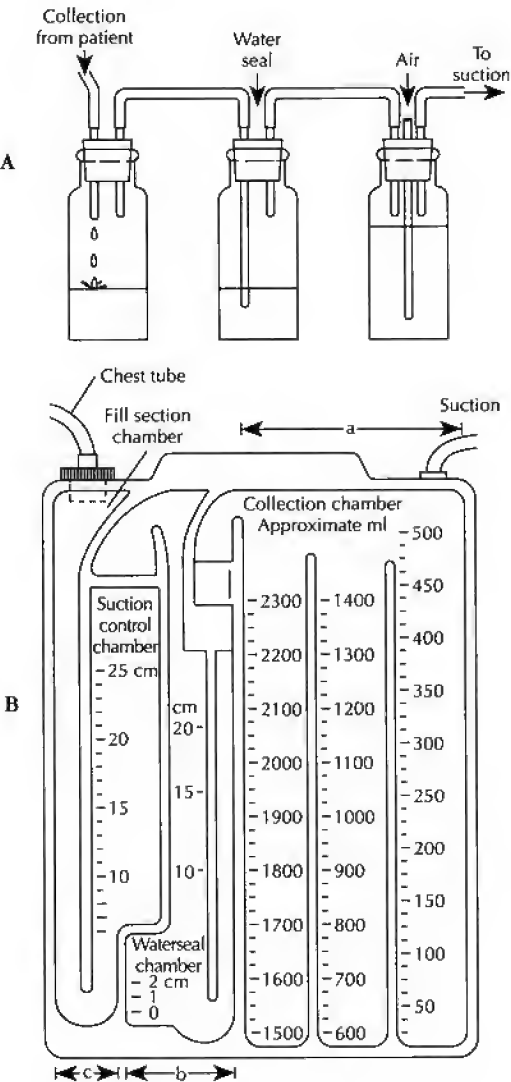 Collection
from patient
Water
seal
Air
To
suction
A
Chest tube
Fill section
chamber
a
Suction
Collection chamber
Approximate ml
Suction
control
chamber
25 cm
20
15
10
cm
20
15
10
Waterseal
chamber
2 cm
1
0
2300
2200
2100
2000
1900
1800
1700
1600
1500
1400
1300
1200
1100
1000
900
800
700
600
500
450
400
350
300
250
200
150
100
50
B
c
b